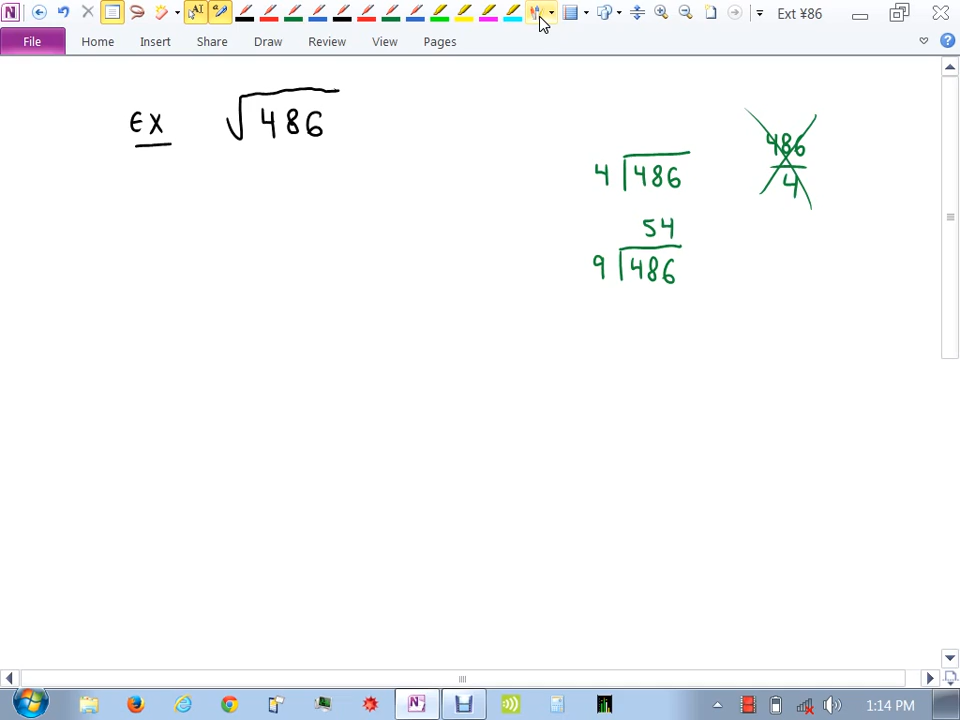 Ext ¥86
File Home Insert Share Draw Review View Pages
Ex √486
486
4
4 486
54
9 486
1:14 PM